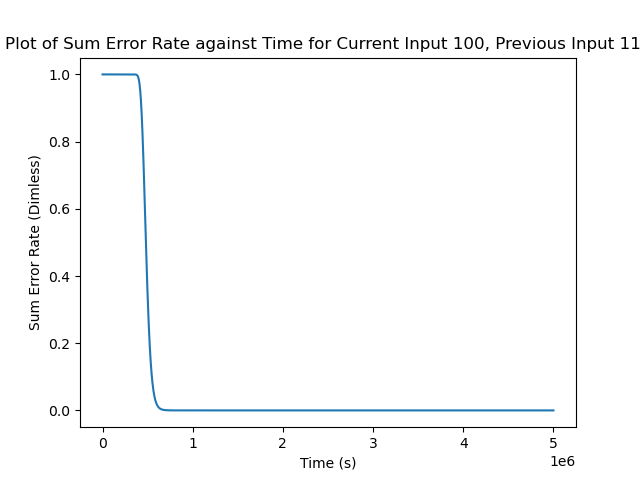 Plot of Sum Error Rate against Time for Current Input 100, Previous Input 11
1.0
0.8
0.6
0.4
0.2
0.0
Sum Error Rate (Dimless)
0 1 2 3 4 5
1e6
Time (s)